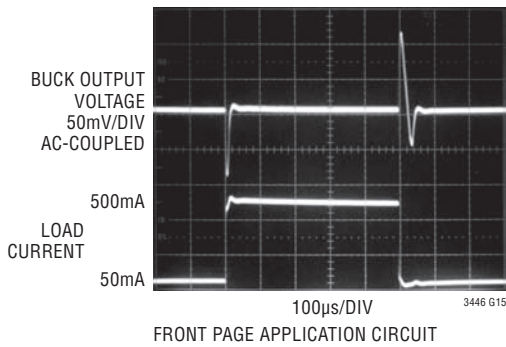 BUCK OUTPUT
VOLTAGE
50mV/DIV
AC-COUPLED
500mA
LOAD
CURRENT
50mA
100µs/DIV
3446 G15
FRONT PAGE APPLICATION CIRCUIT